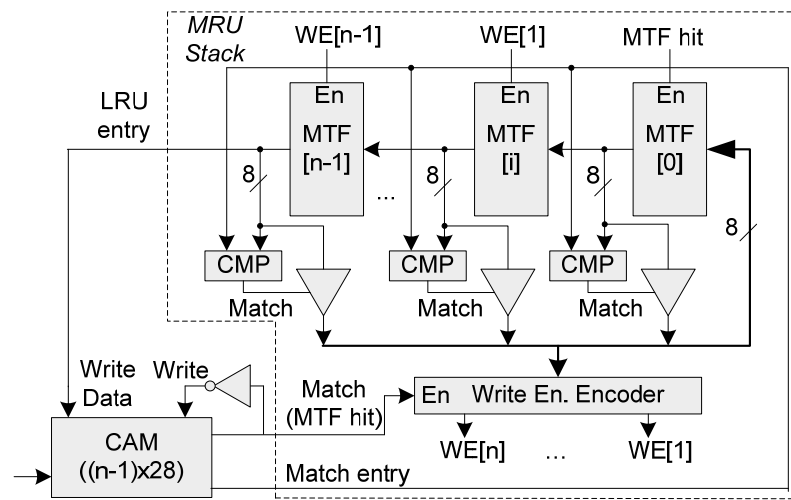 MRU
Stack
WE[n-1]
WE[1]
MTF hit
LRU
entry
En
MTF
[n-1]
En
MTF
[i]
En
MTF
[0]
8
...
8
8
8
CMP
CMP
CMP
Match
Match
Match
Write
Data
Write
Match
(MTF hit)
En Write En. Encoder
CAM
((n-1)x28)
WE[n] ... WE[1]
Match entry